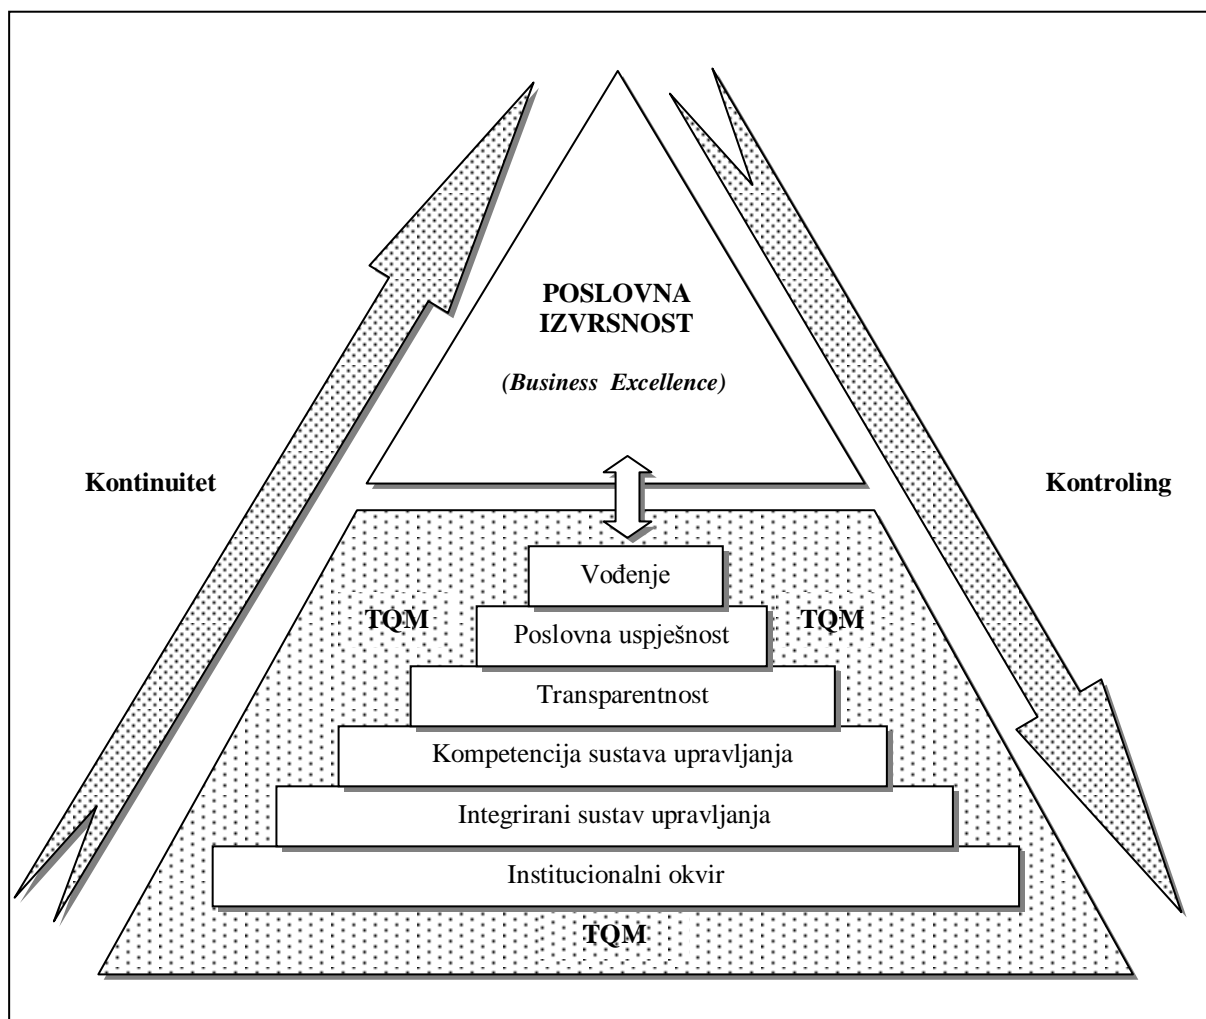 POSLOVNA
IZVRSNOST
(Business Excellence)
Kontinuitet
Kontroling
Vođenje
TQM
TQM
Poslovna uspješnost
Transparentnost
Kompetencija sustava upravljanja
Integrirani sustav upravljanja
Institucionalni okvir
TQM